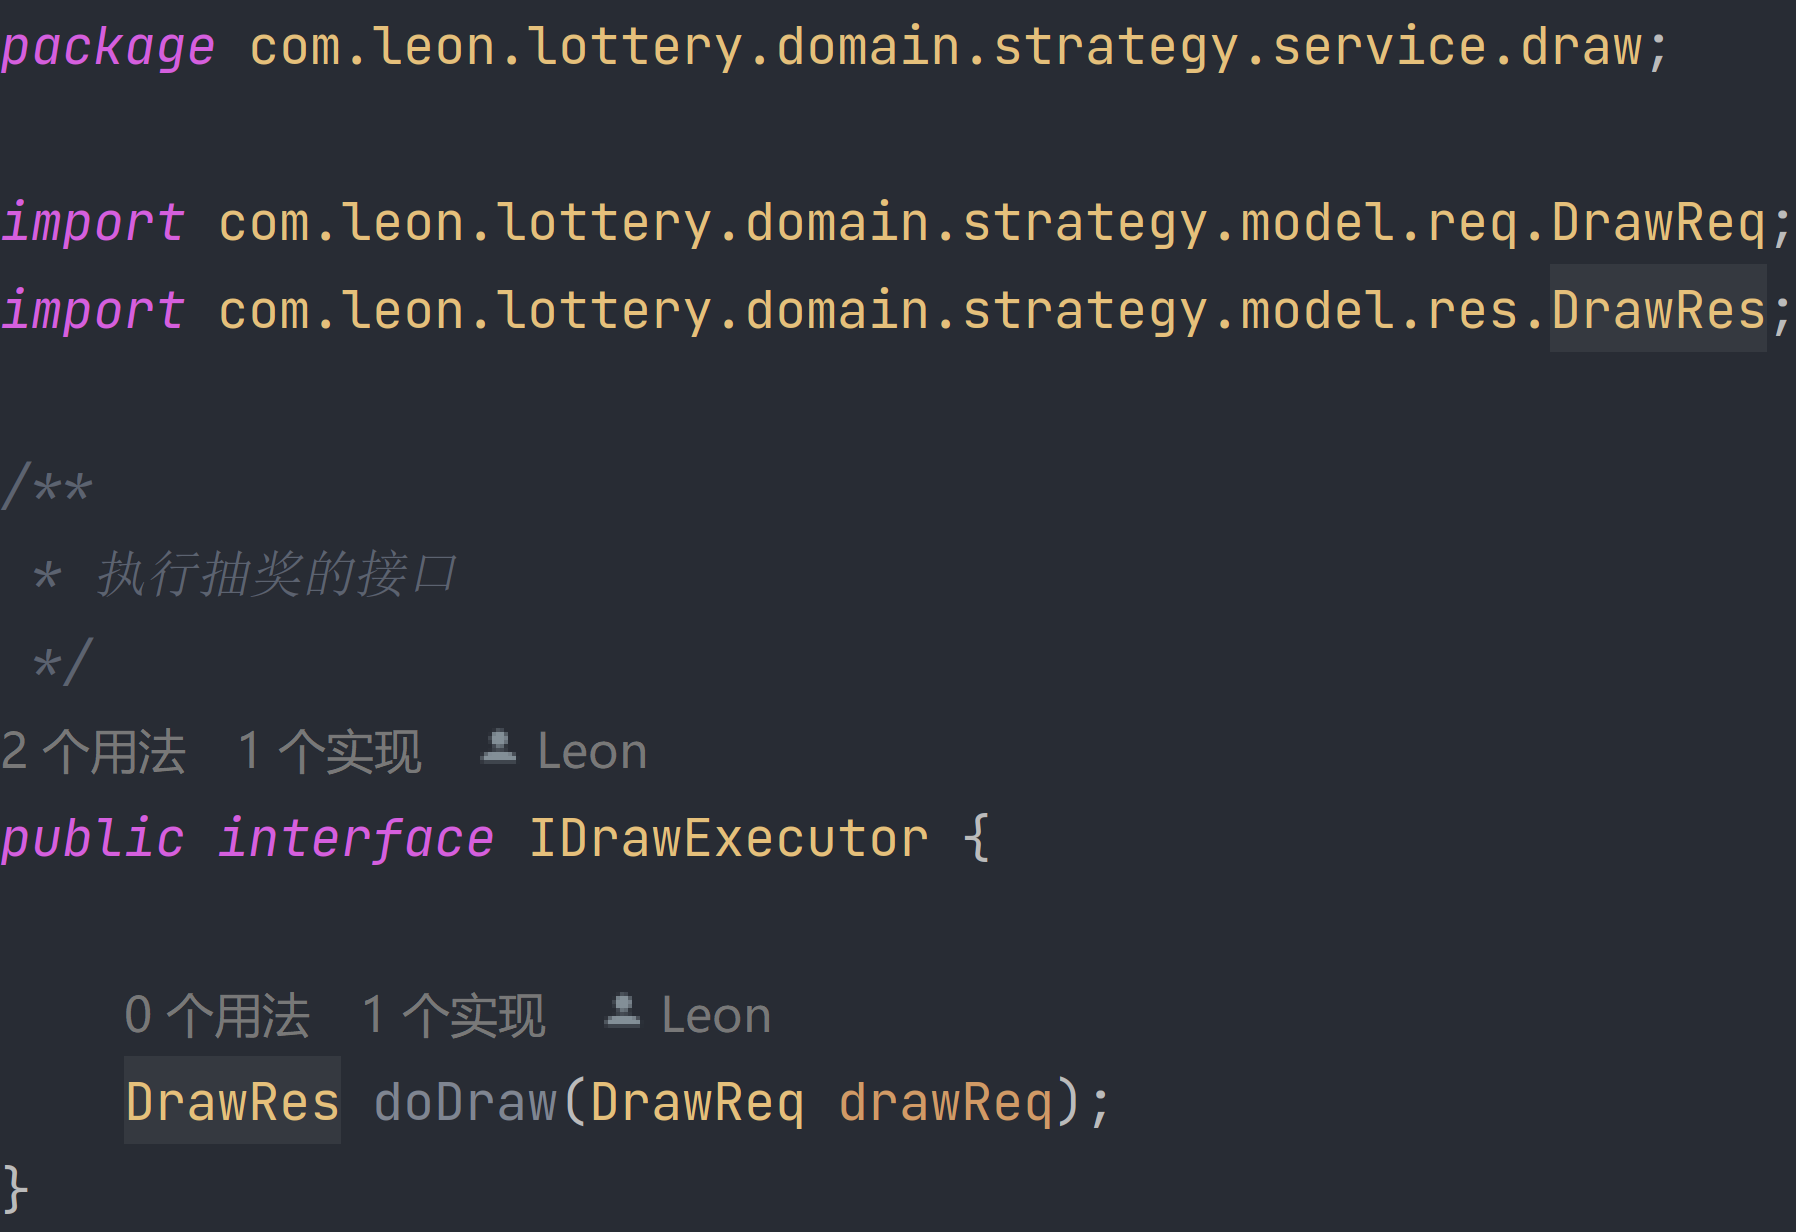 package com.leon.lottery.domain.strategy.service.draw;
import com.leon.lottery.domain.strategy.model.req.DrawReq;
import com.leon.lottery.domain.strategy.model.res.DrawRes;
/**
 * 执行抽奖的接口
 */
2 个用法 1 个实现 Leon
public interface IDrawExecutor {
0 个用法 1 个实现 Leon
DrawRes doDraw(DrawReq drawReq);
}